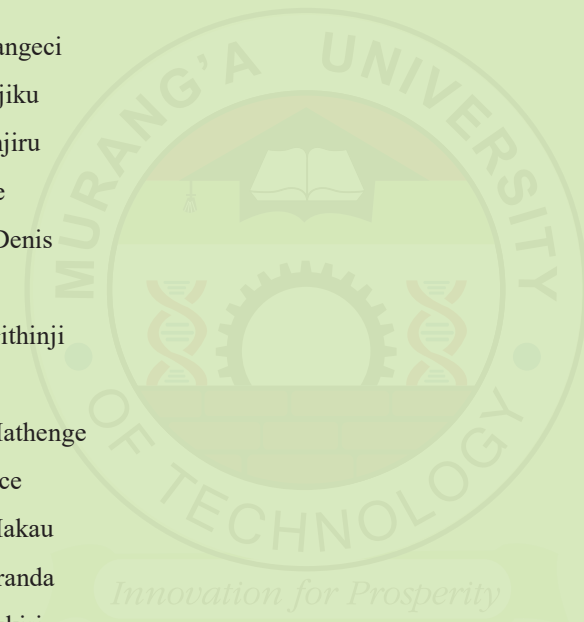 angeci
jiku
njiru
e
Denis
ithinji
Mathenge
ce
Makau
randa
MURANG'A UNIVERSITY
OF TECHNOLOGY
Innovation for Prosperity